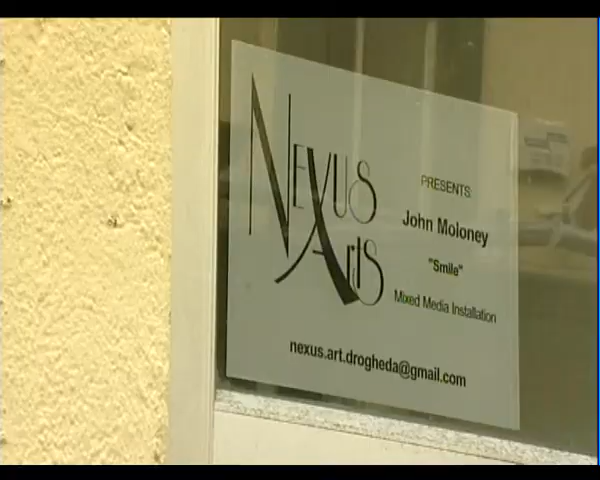 NEXUS
Arts
PRESENTS:
John Moloney
"Smile"
Mixed Media Installation
nexus.art.drogheda@gmail.com